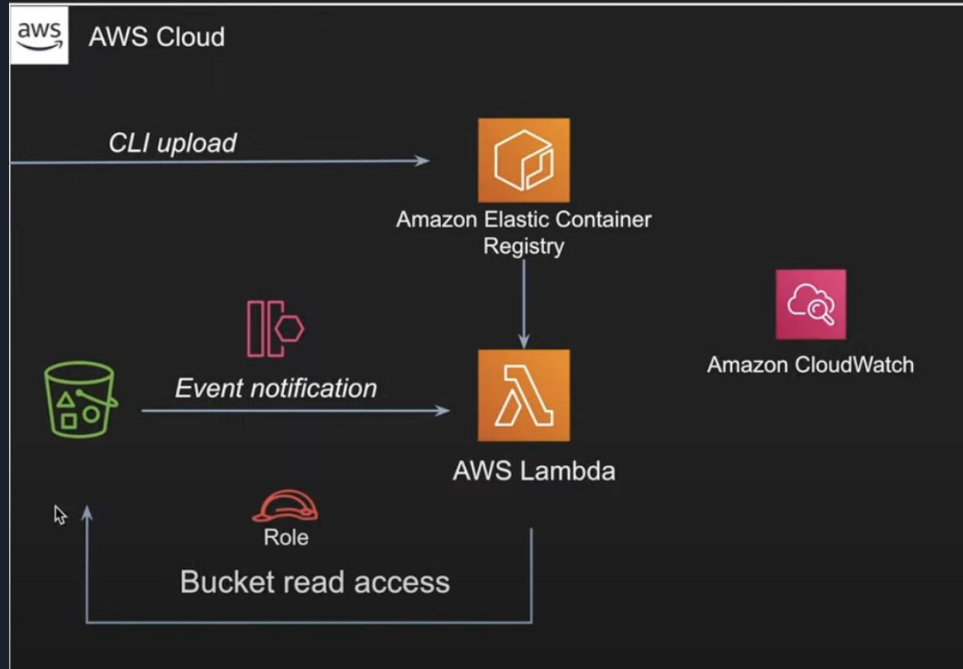 aws
AWS Cloud
CLI upload
Amazon Elastic Container
Registry
Event notification
Amazon CloudWatch
AWS Lambda
Role
Bucket read access